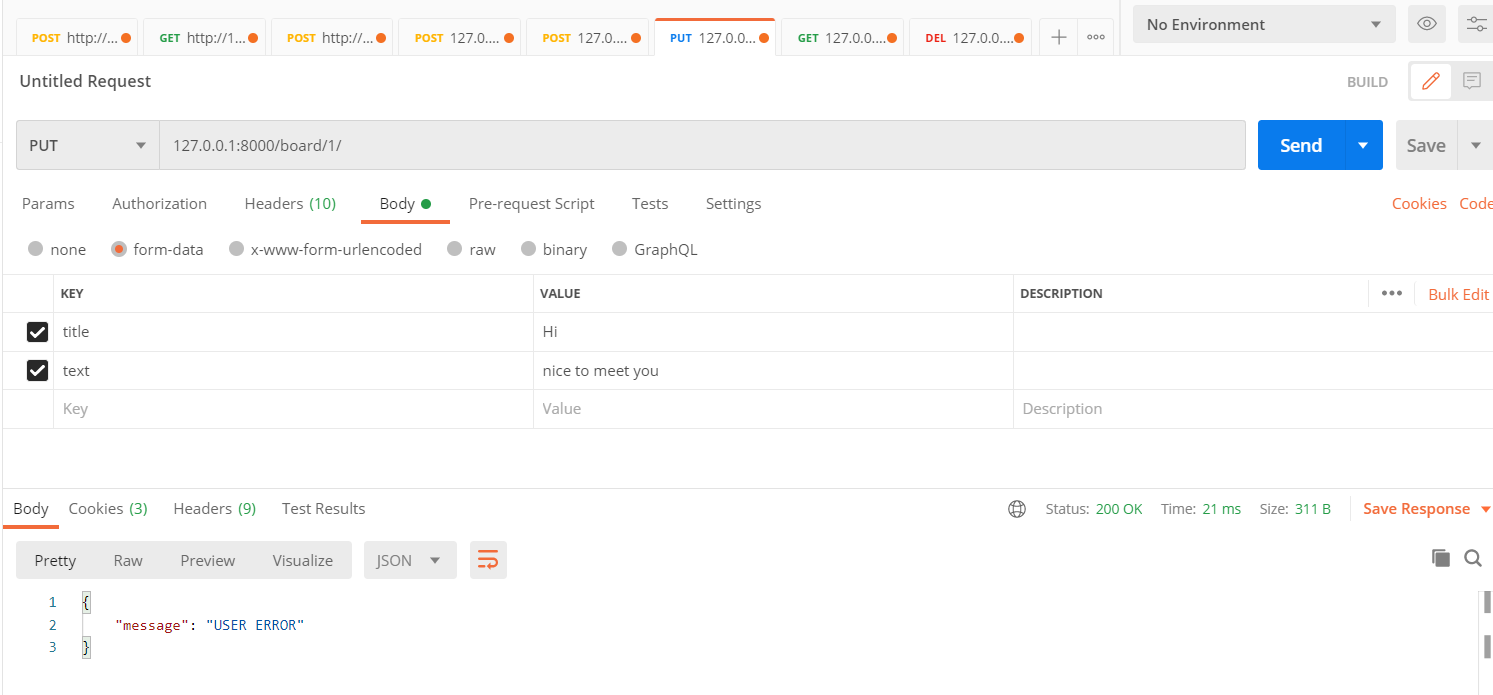 POST http://... GET http://1... POST http://... POST 127.0.... POST 127.0.... PUT 127.0.0... GET 127.0.0.... DEL 127.0.0.... No Environment
Untitled Request BUILD
PUT 127.0.0.1:8000/board/1/ Send Save
Params Authorization Headers (10) Body Pre-request Script Tests Settings Cookies Code
none form-data x-www-form-urlencoded raw binary GraphQL
KEY VALUE DESCRIPTION Bulk Edit
title Hi
text nice to meet you
Key Value Description
Body Cookies (3) Headers (9) Test Results Status: 200 OK Time: 21 ms Size: 311 B Save Response
Pretty Raw Preview Visualize JSON
1 {
2 "message": "USER ERROR"
3 }